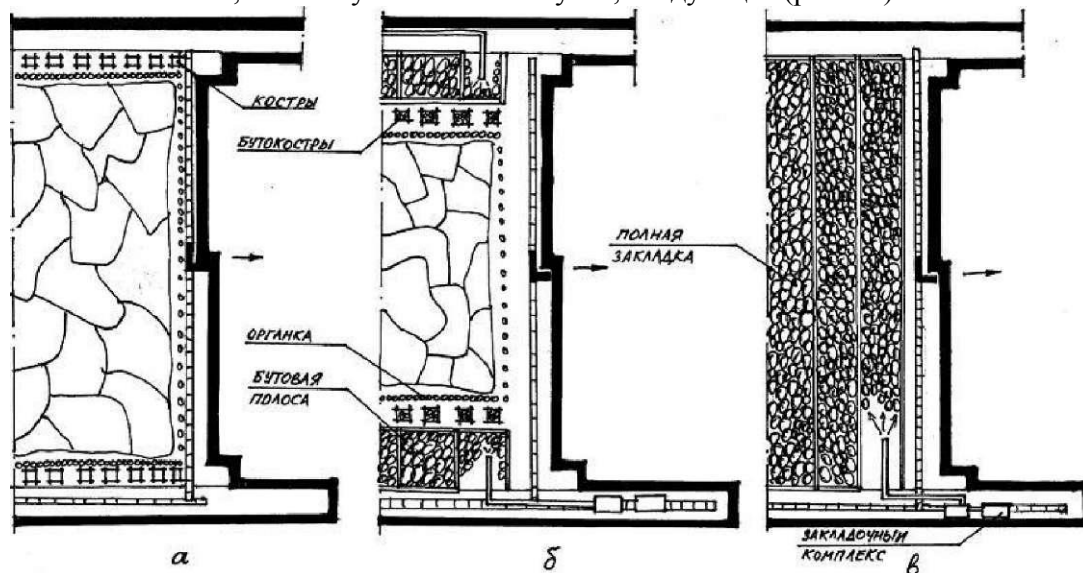 КОСТРЫ
БУТОКОСТРЫ
ОРГАНКА
БУТОВАЯ
ПОЛОСА
ПОЛНАЯ
ЗАКЛАДКА
ЗАКЛАДОЧНЫЙ
КОМПЛЕКС
а б в